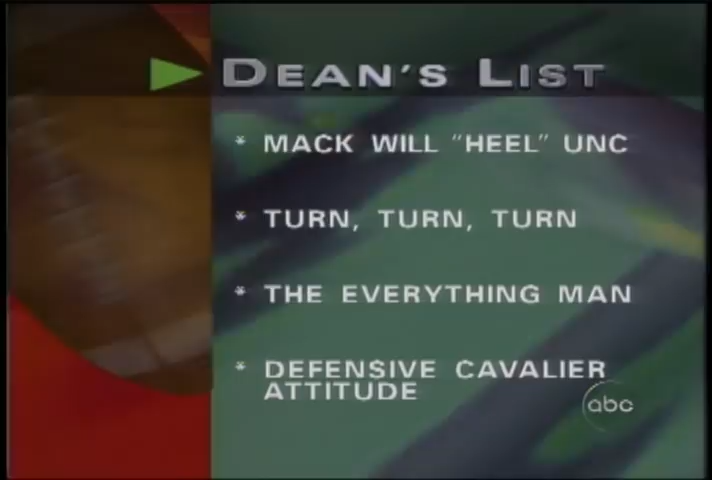 DEAN'S LIST
* MACK WILL "HEEL" UNC
* TURN, TURN, TURN
* THE EVERYTHING MAN
* DEFENSIVE CAVALIER
ATTITUDE
abc